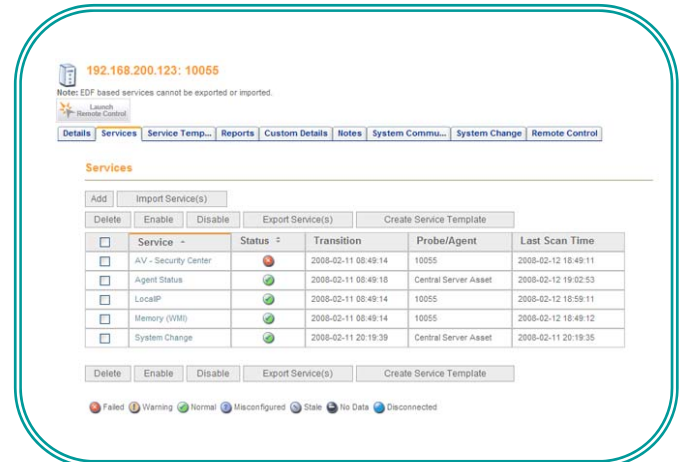 192.168.200.123: 10055
Note: EDF based services cannot be exported or imported.
Launch
Remote Control
Details Services Service Temp... Reports Custom Details Notes System Commu... System Change Remote Control
Services
Add Import Service(s)
Delete Enable Disable Export Service(s) Create Service Template
Service Status Transition Probe/Agent Last Scan Time
AV - Security Center 2008-02-11 08:49:14 10055 2008-02-12 18:49:11
Agent Status 2008-02-11 08:49:18 Central Server Asset 2008-02-12 19:02:53
LocalIP 2008-02-11 08:49:14 10055 2008-02-12 18:59:11
Memory (WMI) 2008-02-11 08:49:14 10055 2008-02-12 18:49:12
System Change 2008-02-11 20:19:39 Central Server Asset 2008-02-11 20:19:35
Delete Enable Disable Export Service(s) Create Service Template
Failed Warning Normal Misconfigured Stale No Data Disconnected